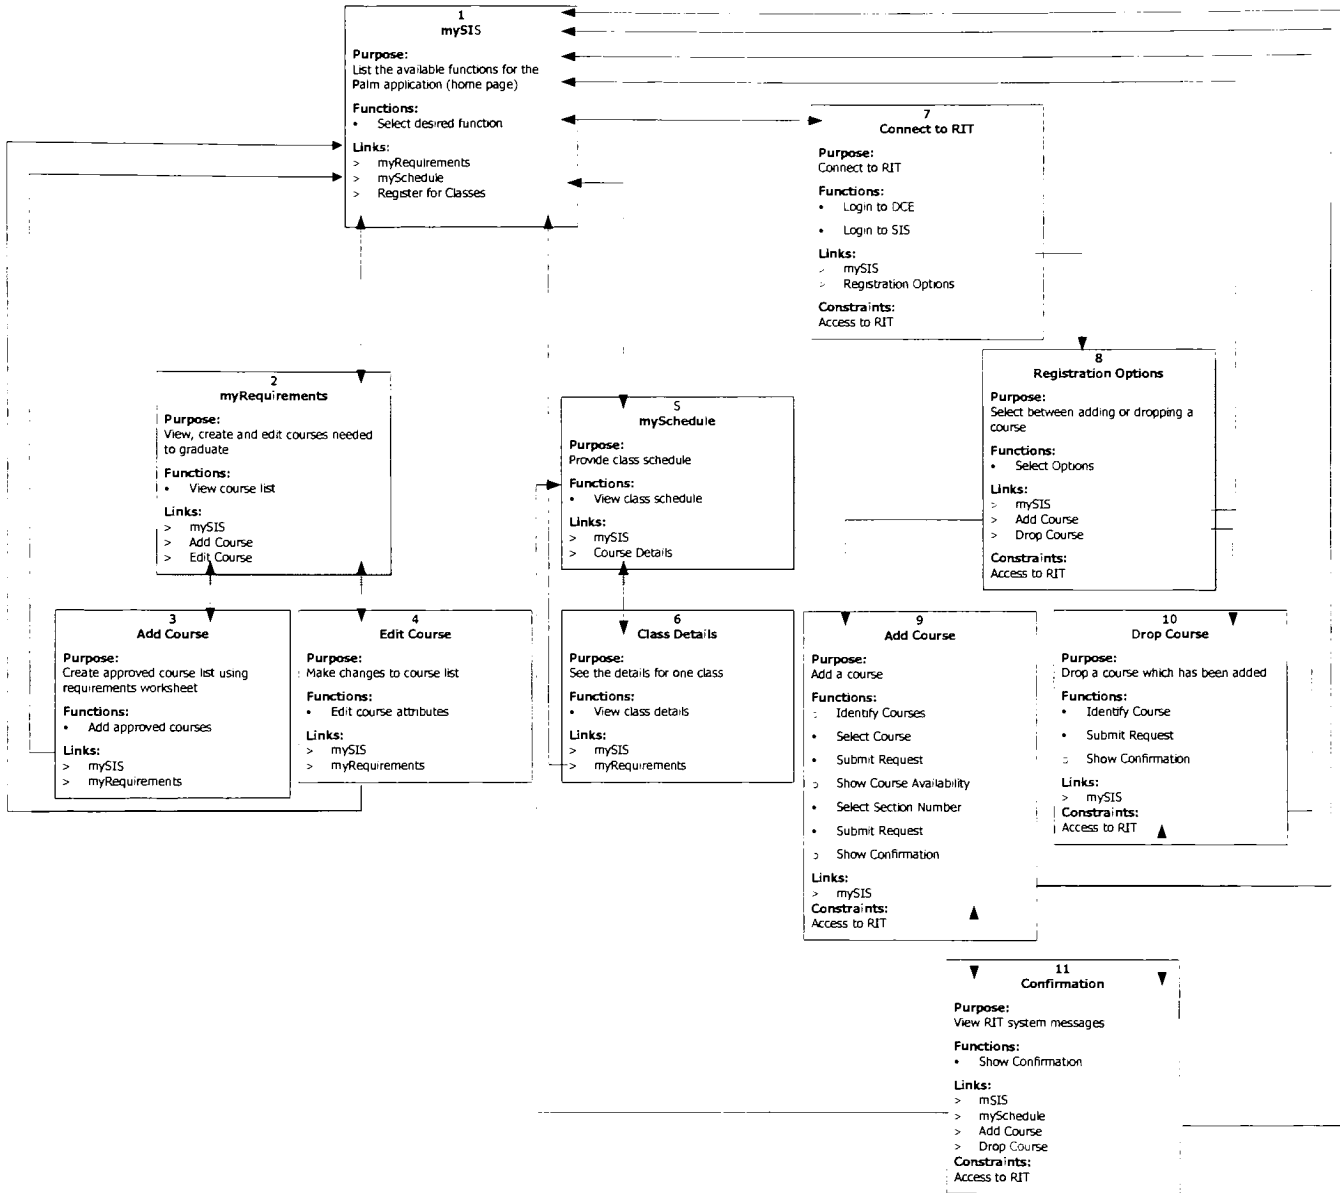 1
mySIS
Purpose:
List the available functions for the
Palm application (home page)
Functions:
• Select desired function
Links:
> myRequirements
> mySchedule
> Register for Classes
7
Connect to RIT
Purpose:
Connect to RIT
Functions:
• Login to DCE
• Login to SIS
Links:
> mySIS
> Registration Options
Constraints:
Access to RIT
2
myRequirements
Purpose:
View, create and edit courses needed
to graduate
Functions:
• View course list
Links:
> mySIS
> Add Course
> Edit Course
5
mySchedule
Purpose:
Provide class schedule
Functions:
• View class schedule
Links:
> mySIS
> Course Details
8
Registration Options
Purpose:
Select between adding or dropping a
course
Functions:
• Select Options
Links:
> mySIS
> Add Course
> Drop Course
Constraints:
Access to RIT
3
Add Course
Purpose:
Create approved course list using
requirements worksheet
Functions:
• Add approved courses
Links:
> mySIS
> myRequirements
4
Edit Course
Purpose:
Make changes to course list
Functions:
• Edit course attributes
Links:
> mySIS
> myRequirements
6
Class Details
Purpose:
See the details for one class
Functions:
• View class details
Links:
> mySIS
> myRequirements
9
Add Course
Purpose:
Add a course
Functions:
○ Identify Courses
• Select Course
• Submit Request
○ Show Course Availability
• Select Section Number
• Submit Request
○ Show Confirmation
Links:
> mySIS
Constraints:
Access to RIT
10
Drop Course
Purpose:
Drop a course which has been added
Functions:
• Identify Course
• Submit Request
○ Show Confirmation
Links:
> mySIS
Constraints:
Access to RIT
11
Confirmation
Purpose:
View RIT system messages
Functions:
• Show Confirmation
Links:
> mSIS
> mySchedule
> Add Course
> Drop Course
Constraints:
Access to RIT